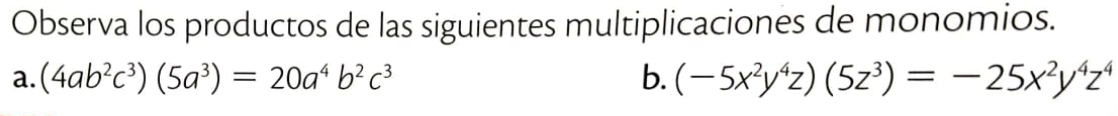 Observa los productos de las siguientes multiplicaciones de monomios.
a. (4ab²c³) (5a³) = 20a⁴ b² c³ b. (−5x²y⁴z) (5z³) = −25x²y⁴z⁴